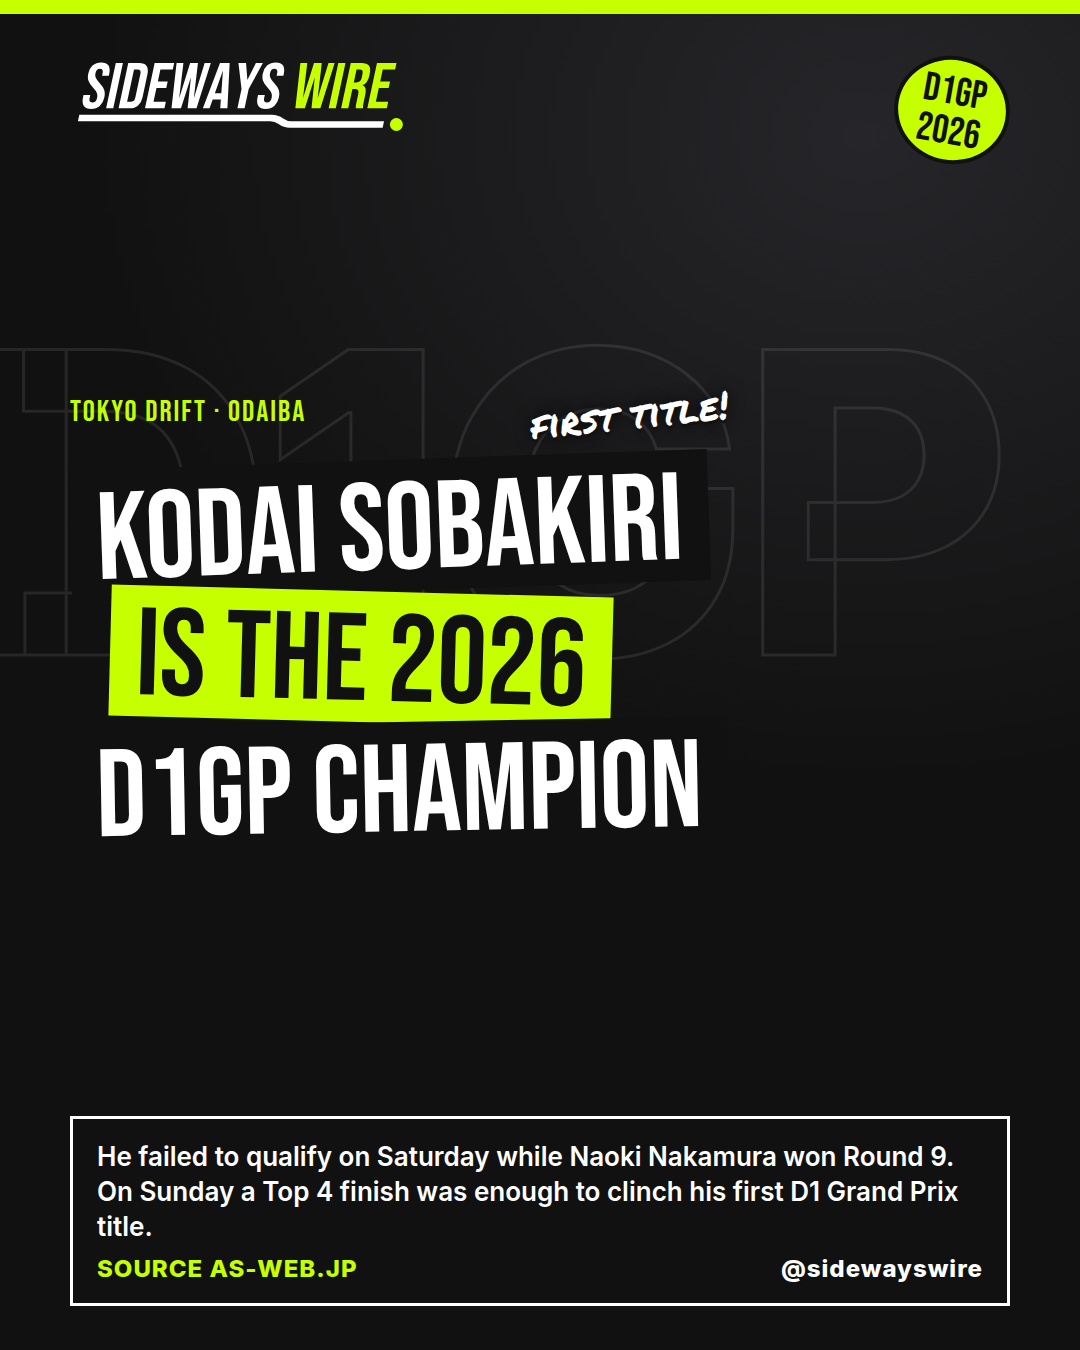 SIDEWAYS WIRE
D1GP
2026
D1GP
TOKYO DRIFT · ODAIBA
FIRST TITLE!
KODAI SOBAKIRI
IS THE 2026
D1GP CHAMPION
He failed to qualify on Saturday while Naoki Nakamura won Round 9.
On Sunday a Top 4 finish was enough to clinch his first D1 Grand Prix
title.
SOURCE AS-WEB.JP
@sidewayswire